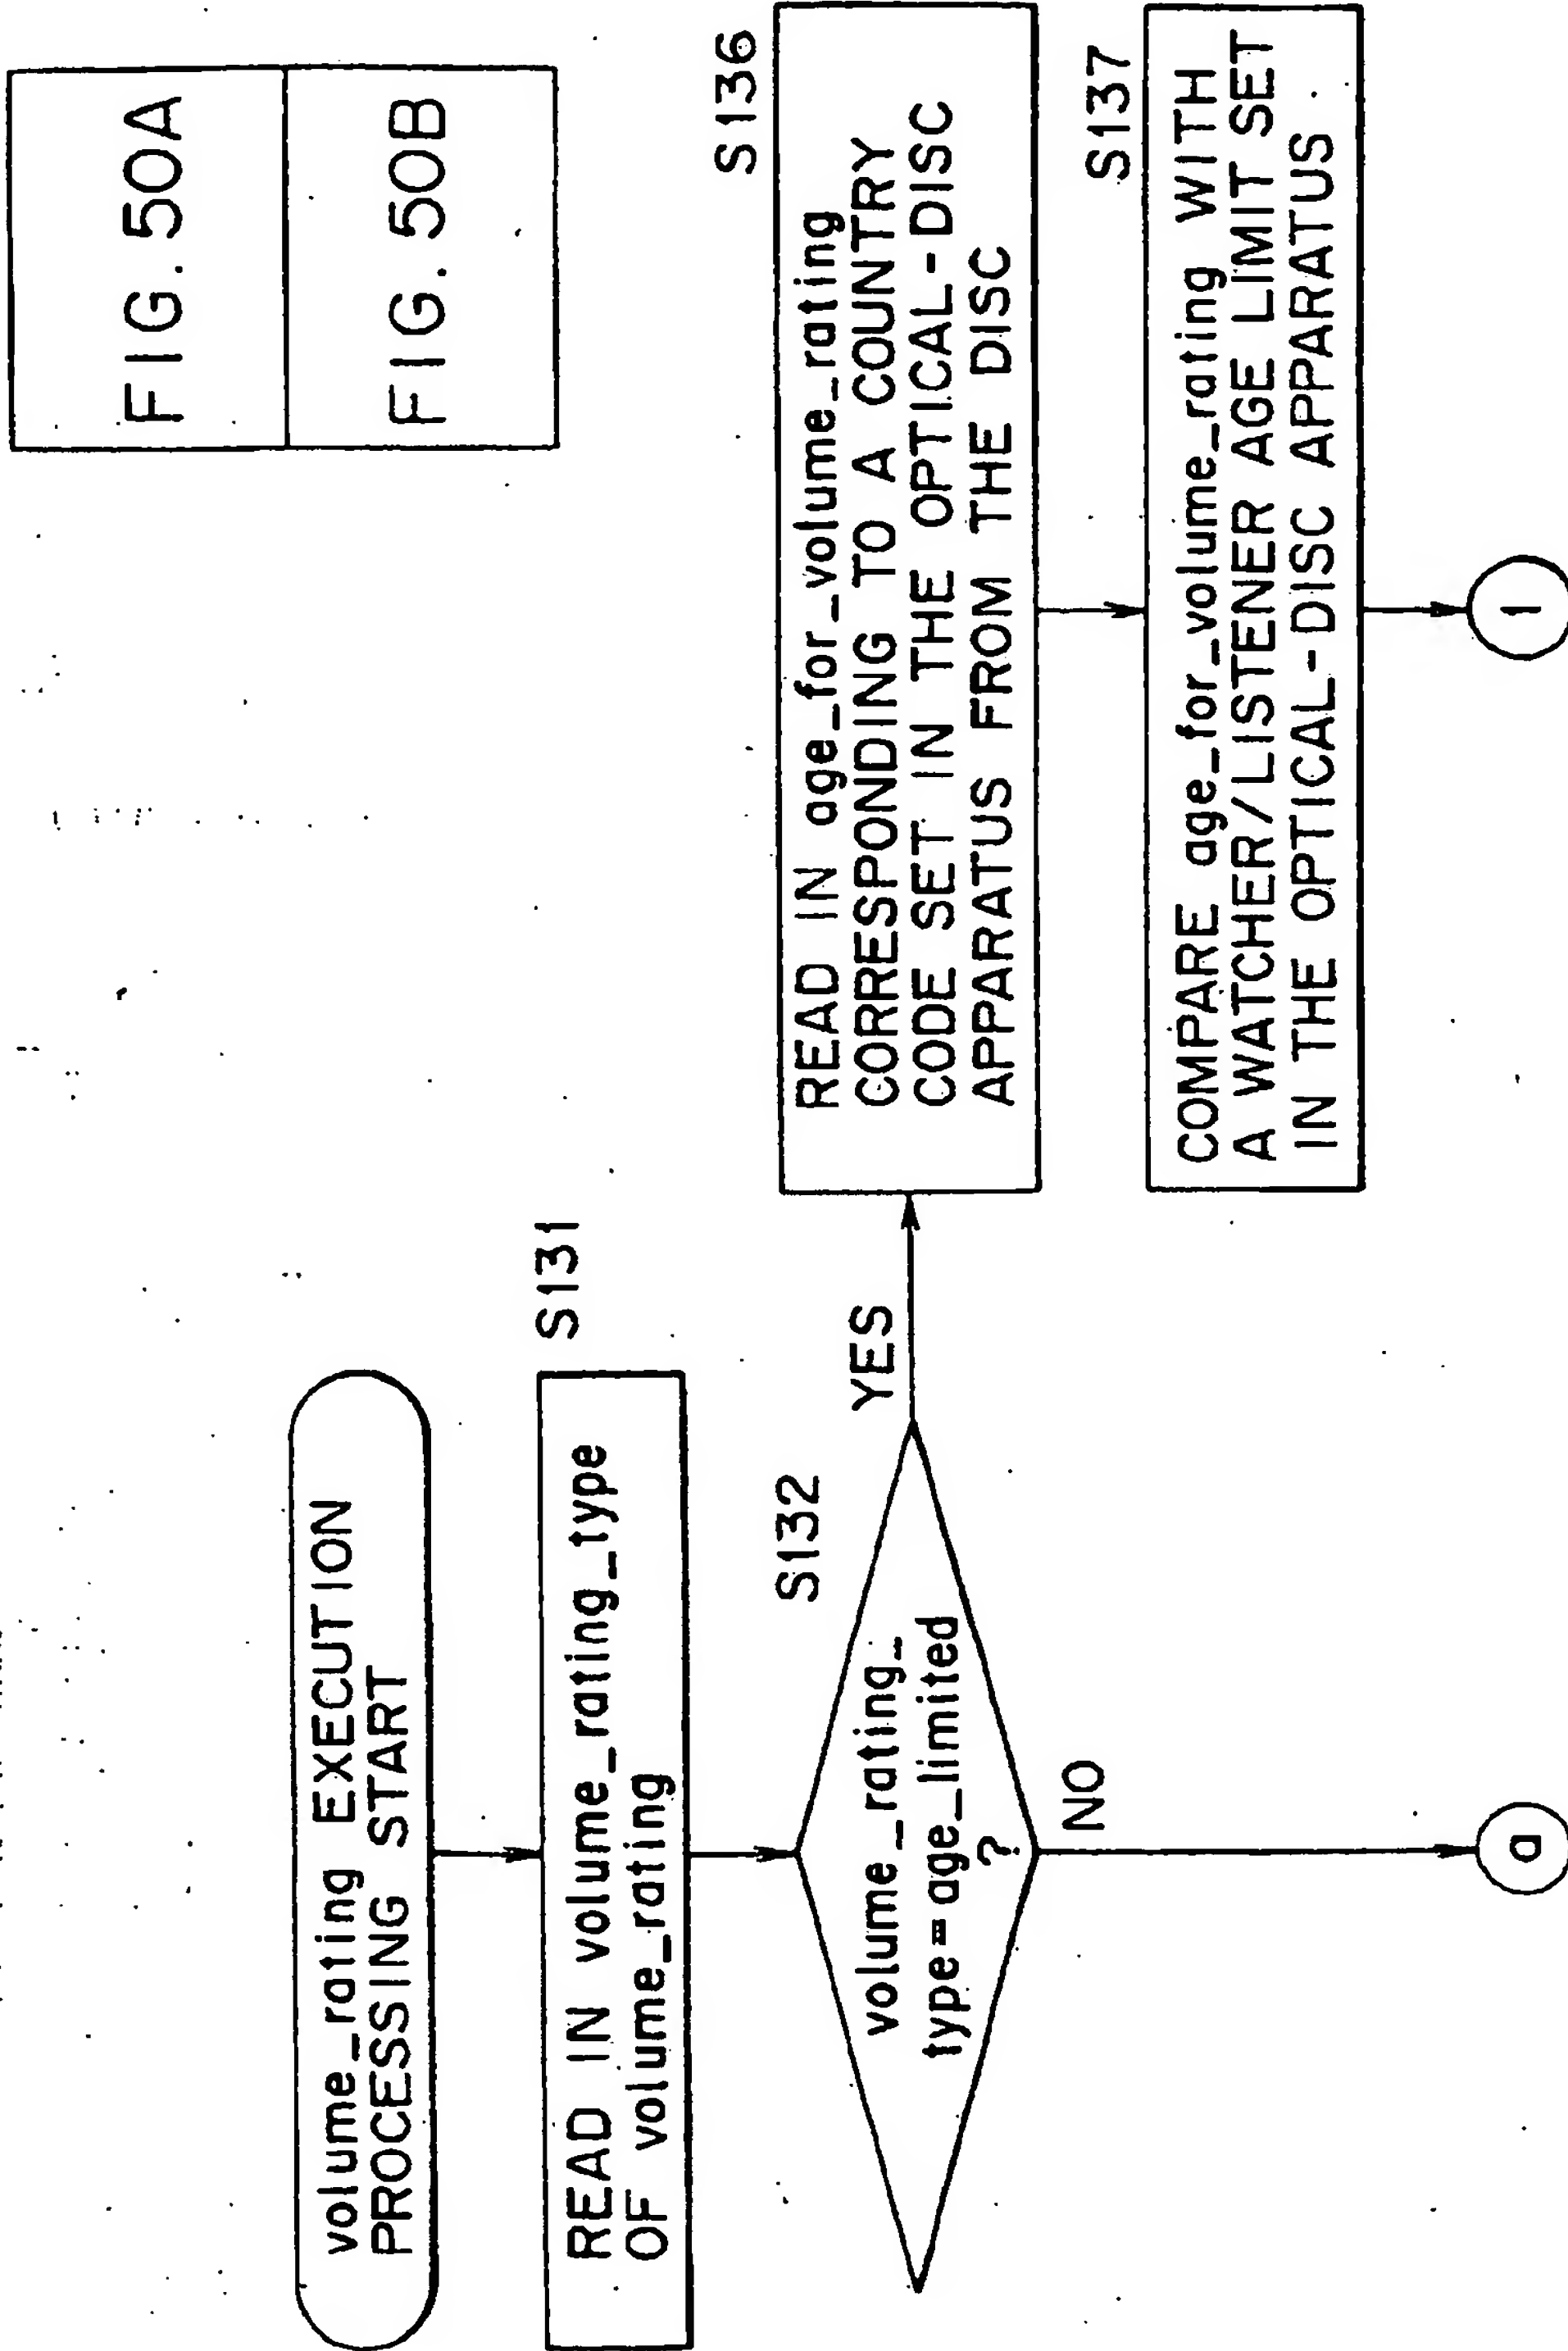 FIG. 50A
FIG. 50B
volume_rating EXECUTION
PROCESSING START
S131
READ IN volume_rating_type
OF volume_rating
S132
volume_rating_
type=age_limited
?
YES
NO
a
S136
READ IN age_for_volume_rating
CORRESPONDING TO A COUNTRY
CODE SET IN THE OPTICAL-DISC
APPARATUS FROM THE DISC
S137
COMPARE age_for_volume_rating WITH
A WATCHER/LISTENER AGE LIMIT SET
IN THE OPTICAL-DISC APPARATUS
1